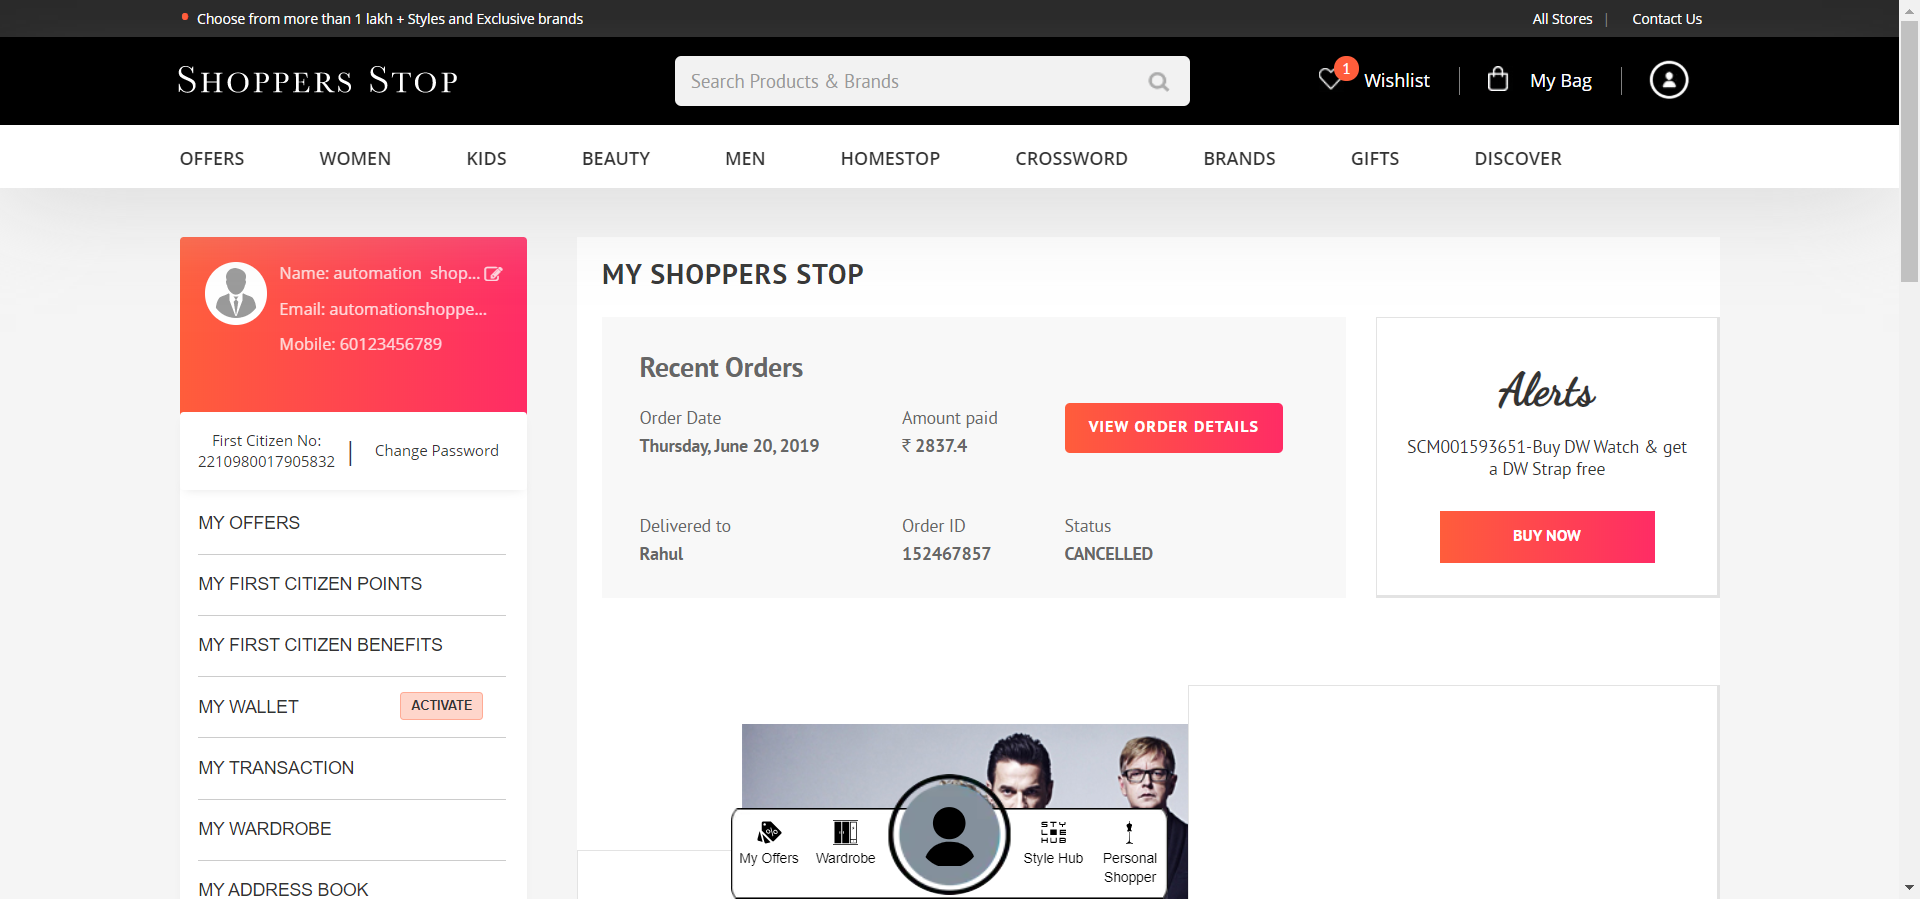 Choose from more than 1 lakh + Styles and Exclusive brands
All Stores | Contact Us
SHOPPERS STOP
Search Products & Brands
1
Wishlist
My Bag
OFFERS WOMEN KIDS BEAUTY MEN HOMESTOP CROSSWORD BRANDS GIFTS DISCOVER
Name: automation shop...
Email: automationshoppe...
Mobile: 60123456789
First Citizen No:
2210980017905832
Change Password
MY OFFERS
MY FIRST CITIZEN POINTS
MY FIRST CITIZEN BENEFITS
MY WALLET ACTIVATE
MY TRANSACTION
MY WARDROBE
MY ADDRESS BOOK
MY SHOPPERS STOP
Recent Orders
Order Date
Thursday, June 20, 2019
Amount paid
₹ 2837.4
VIEW ORDER DETAILS
Delivered to
Rahul
Order ID
152467857
Status
CANCELLED
Alerts
SCM001593651-Buy DW Watch & get
a DW Strap free
BUY NOW
My Offers
Wardrobe
STY
LE
HUB
Style Hub
Personal
Shopper